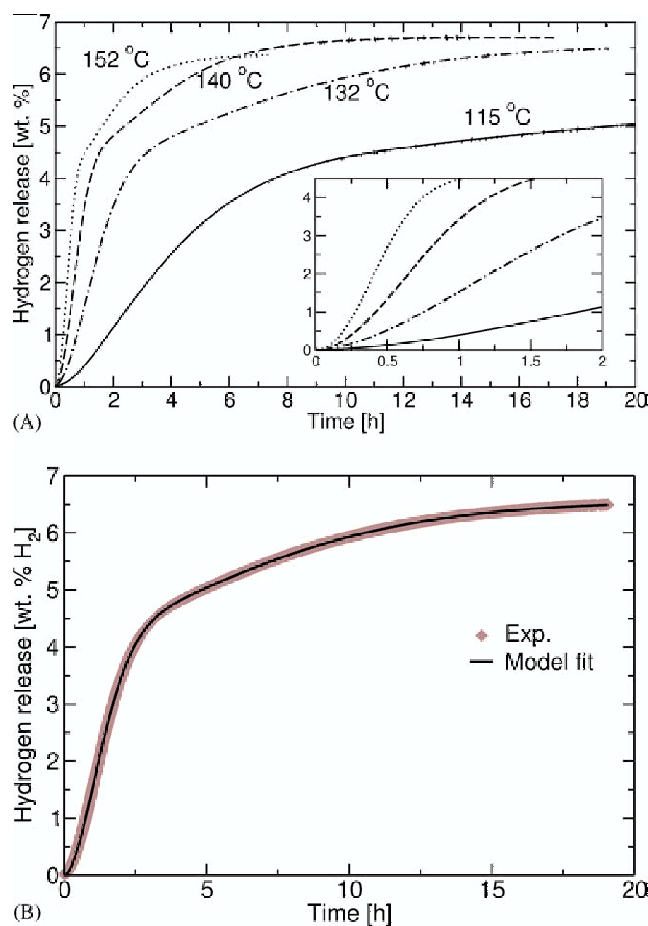 7
6
5
4
3
2
1
0
Hydrogen release [wt. %]
152 °C
140 °C
132 °C
115 °C
4
3
2
1
0
0 0.5 1 1.5 2
0 2 4 6 8 10 12 14 16 18 20
(A) Time [h]
7
6
5
4
3
2
1
0
Hydrogen release [wt. % H2]
Exp.
Model fit
0 5 10 15 20
(B) Time [h]